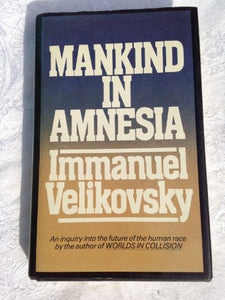 MANKIND
IN
AMNESIA
Immanuel
Velikovsky
An inquiry into the future of the human race
by the author of WORLDS IN COLLISION